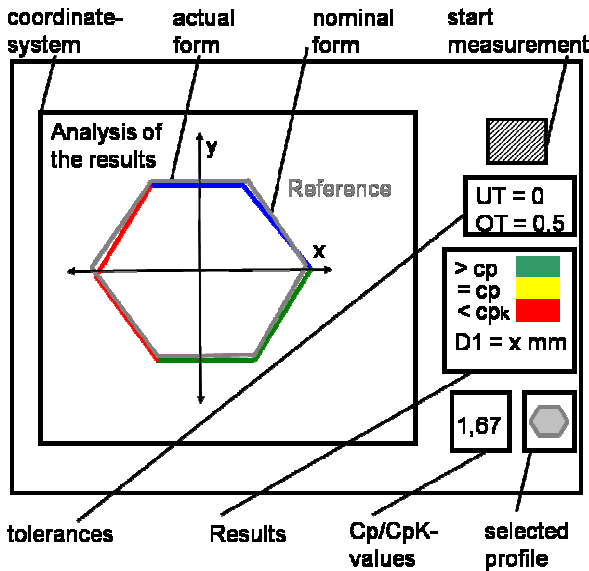 coordinate-
system
actual
form
nominal
form
start
measurement
Analysis of
the results
y
Reference
x
UT = 0
OT = 0.5
> cp
= cp
< cpk
D1 = x mm
1,67
tolerances
Results
Cp/CpK-
values
selected
profile